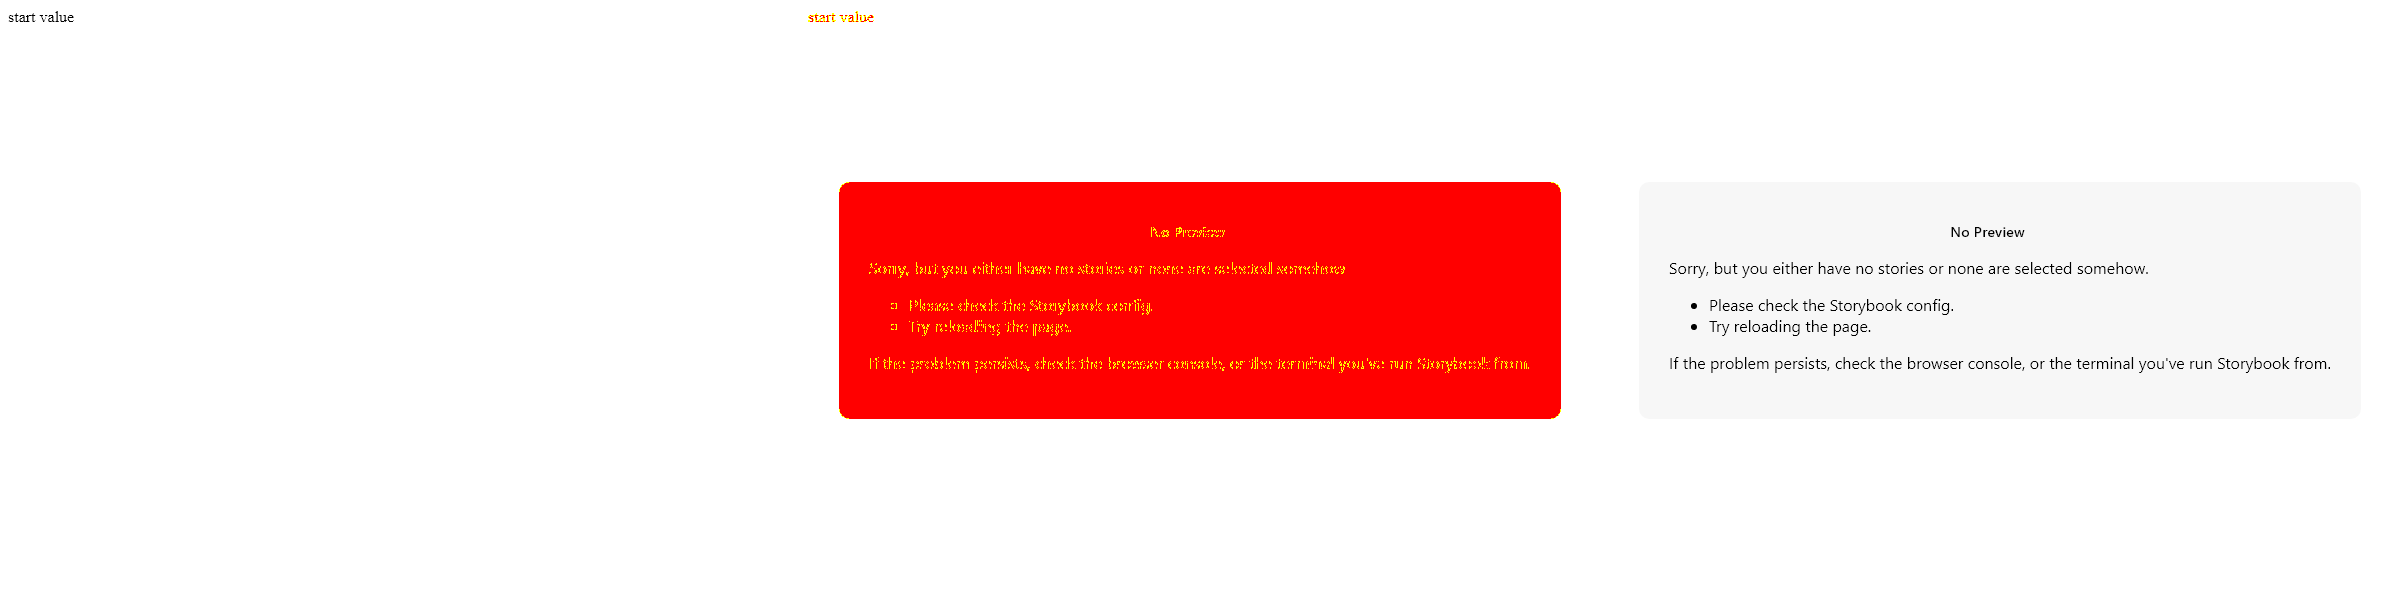 start value
start value
No Preview
Sorry, but you either have no stories or none are selected somehow
Please check the Storybook config.
Try reloading the page.
If the problem persists, check the browser console, or the terminal you've run Storybook from.
No Preview
Sorry, but you either have no stories or none are selected somehow.
Please check the Storybook config.
Try reloading the page.
If the problem persists, check the browser console, or the terminal you've run Storybook from.